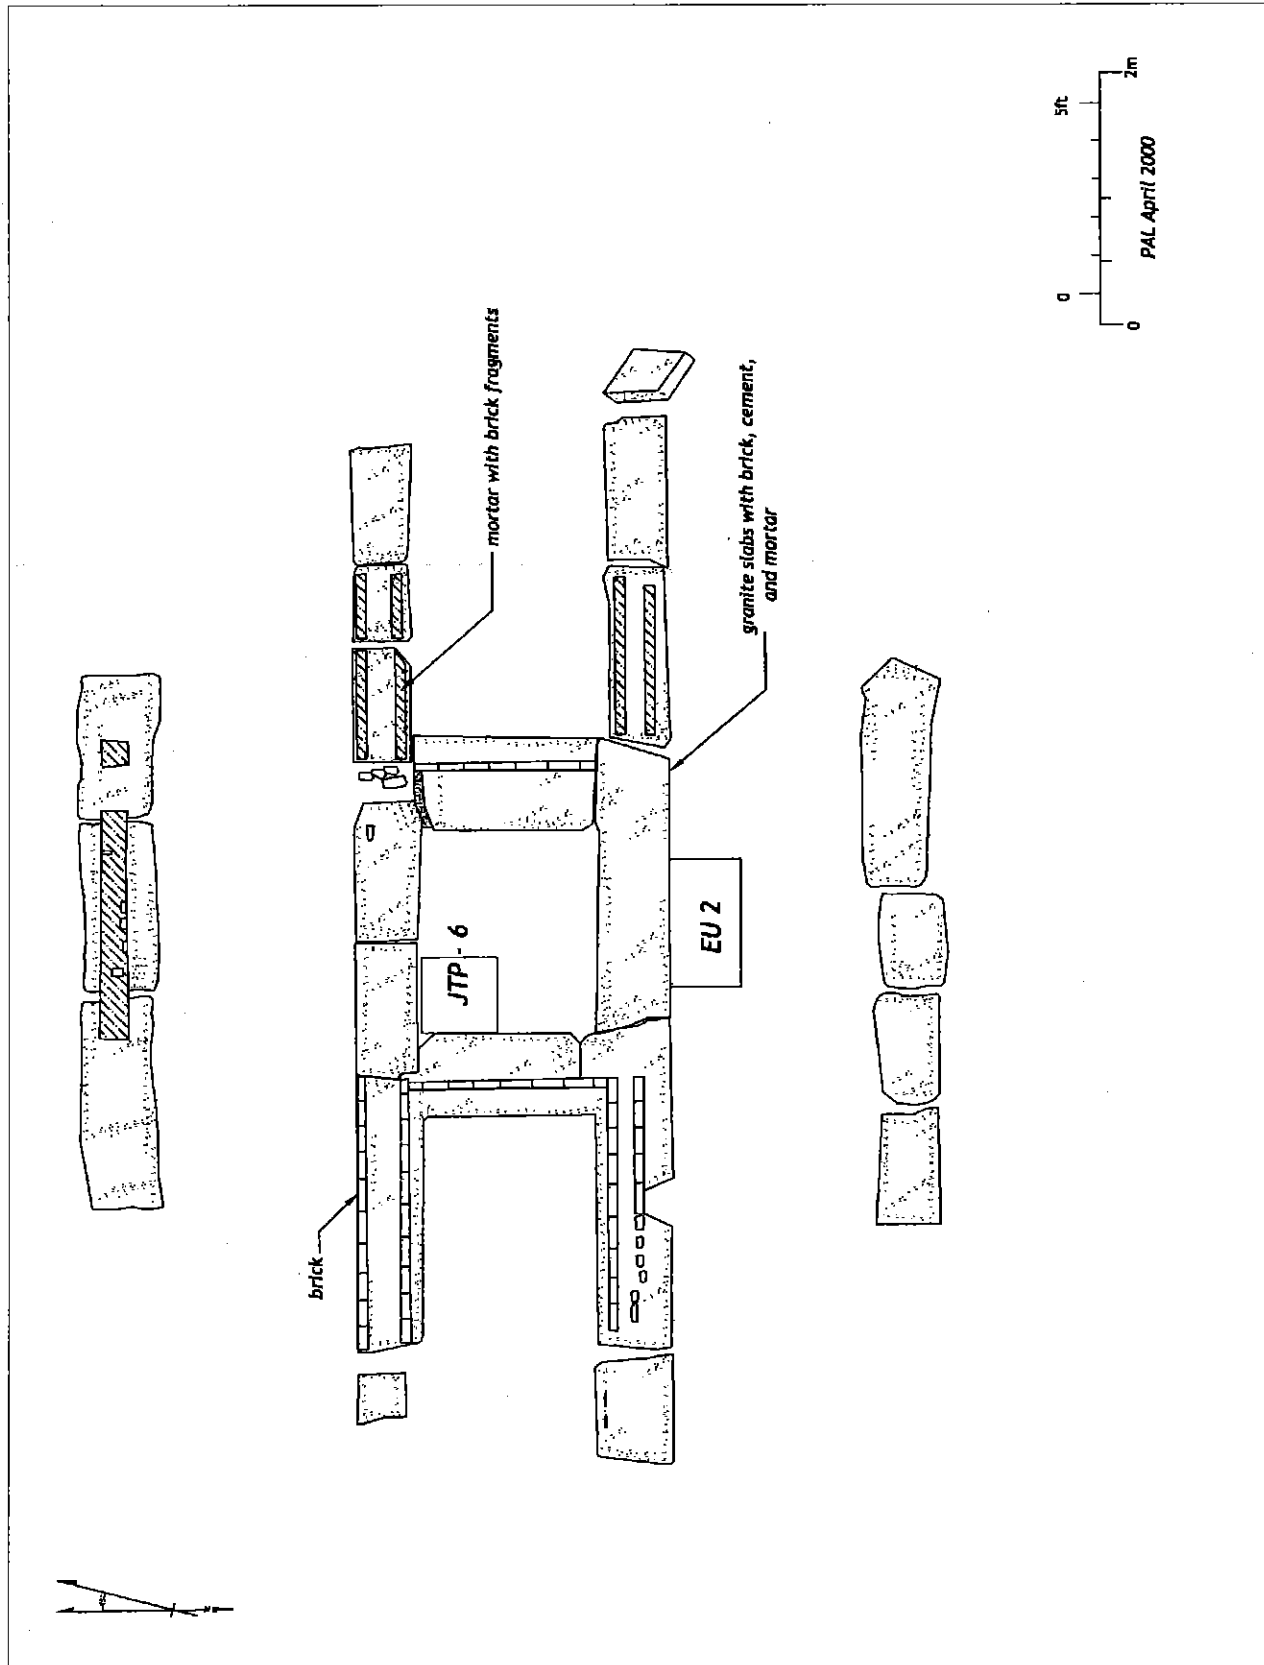 brick
mortar with brick fragments
granite slabs with brick, cement,
and mortar
JTP - 6
EU 2
0
5ft
0
2m
PAL April 2000